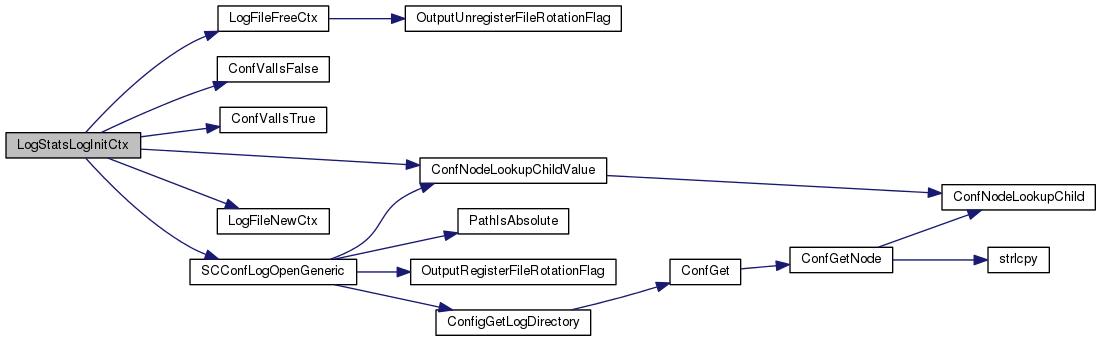 LogFileFreeCtx
OutputUnregisterFileRotationFlag
ConfValIsFalse
ConfValIsTrue
LogStatsLogInitCtx
ConfNodeLookupChildValue
ConfNodeLookupChild
LogFileNewCtx
PathIsAbsolute
SCConfLogOpenGeneric
OutputRegisterFileRotationFlag
ConfGet
ConfGetNode
strlcpy
ConfigGetLogDirectory